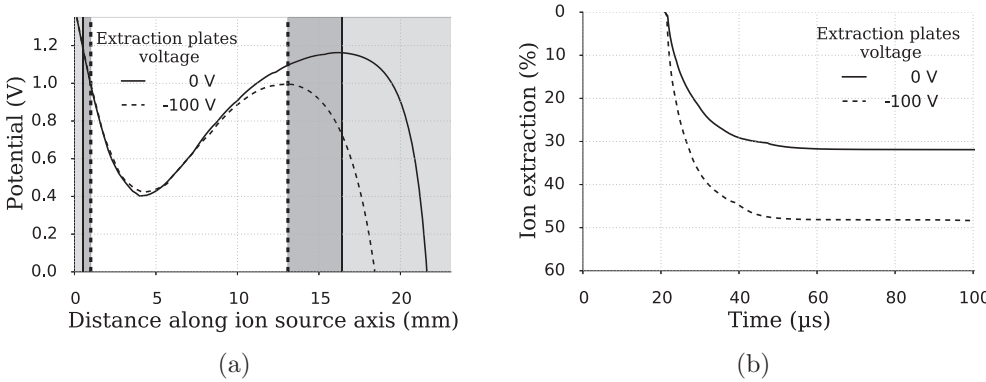 Potential (V)
1.2
1.0
0.8
0.6
0.4
0.2
0.0
Extraction plates
voltage
0 V
-100 V
0 5 10 15 20
Distance along ion source axis (mm)
(a)
Ion extraction (%)
0
10
20
30
40
50
60
Extraction plates
voltage
0 V
-100 V
0 20 40 60 80 100
Time (µs)
(b)